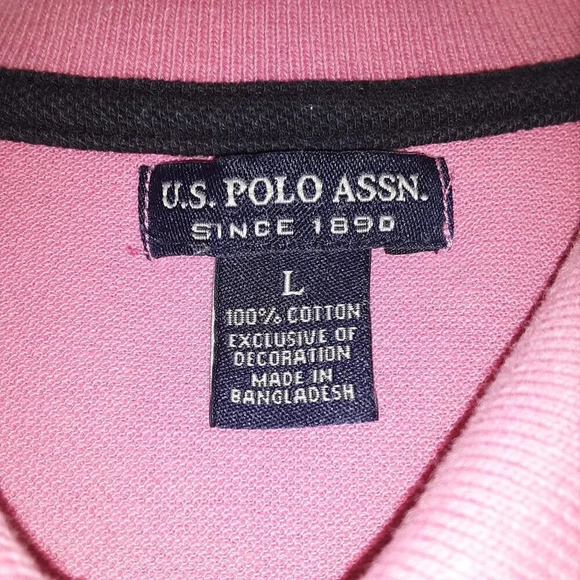 U.S. POLO ASSN.
SINCE 1890
L
100% COTTON
EXCLUSIVE OF
DECORATION
MADE IN
BANGLADESH